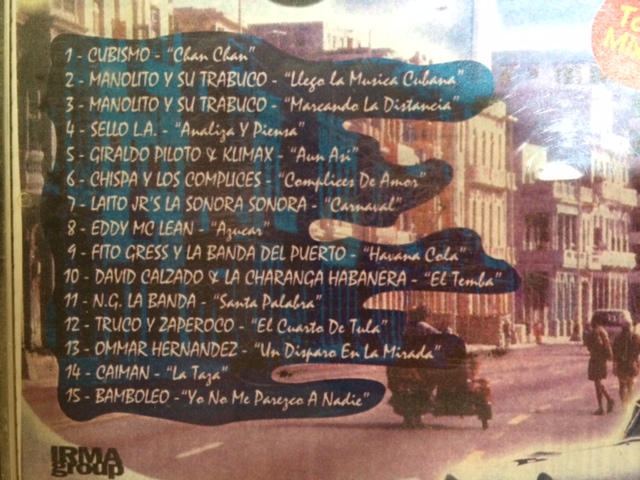 1 - CUBISMO - "Chan Chan"
2 - MANOLITO Y SU TRABUCO - "Llego la Musica Cubana"
3 - MANOLITO Y SU TRABUCO - "Marcando La Distancia"
4 - SELLO L.A. - "Analiza Y Piensa"
5 - GIRALDO PILOTO & KLIMAX - "Aun Asi"
6 - CHISPA Y LOS COMPLICES - "Complices De Amor"
7 - LAITO JR'S LA SONORA SONORA - "Carnaval"
8 - EDDY MC LEAN - "Azucar"
9 - FITO GRESS Y LA BANDA DEL PUERTO - "Havana Cola"
10 - DAVID CALZADO & LA CHARANGA HABANERA - "El Temba"
11 - N.G. LA BANDA - "Santa Palabra"
12 - TRUCO Y ZAPEROCO - "El Cuarto De Tula"
13 - OMMAR HERNANDEZ - "Un Disparo En La Mirada"
14 - CAIMAN - "La Taza"
15 - BAMBOLEO -"Yo No Me Parezco A Nadie"
IRMA
group